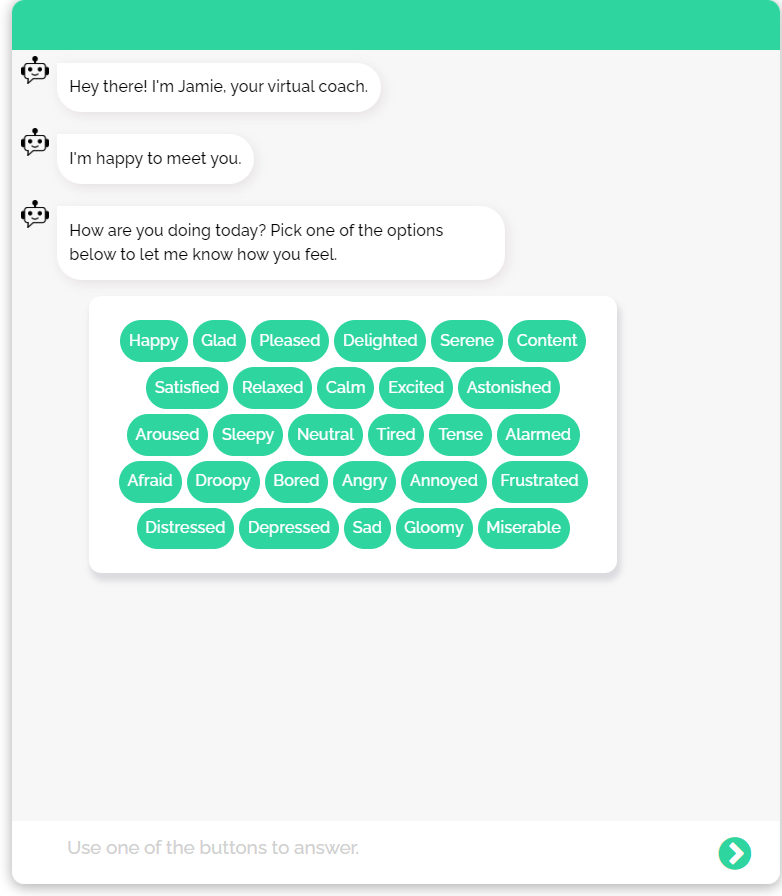 Hey there! I'm Jamie, your virtual coach.
I'm happy to meet you.
How are you doing today? Pick one of the options
below to let me know how you feel.
Happy Glad Pleased Delighted Serene Content
Satisfied Relaxed Calm Excited Astonished
Aroused Sleepy Neutral Tired Tense Alarmed
Afraid Droopy Bored Angry Annoyed Frustrated
Distressed Depressed Sad Gloomy Miserable
Use one of the buttons to answer.